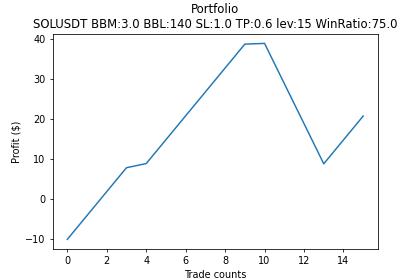 Portfolio
SOLUSDT BBM:3.0 BBL:140 SL:1.0 TP:0.6 lev:15 WinRatio:75.0
40
30
20
10
0
−10
Profit ($)
0 2 4 6 8 10 12 14
Trade counts